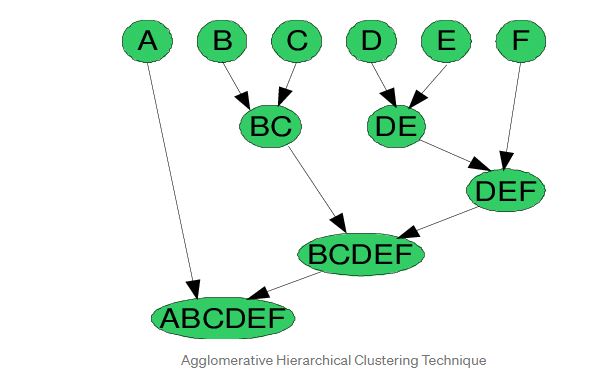 A B C D E F
BC DE
DEF
BCDEF
ABCDEF
Agglomerative Hierarchical Clustering Technique